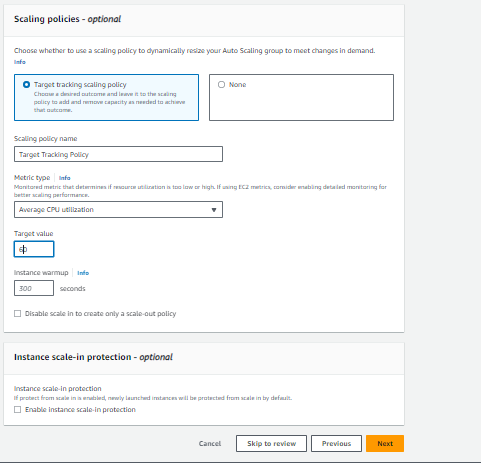 Scaling policies - optional
Choose whether to use a scaling policy to dynamically resize your Auto Scaling group to meet changes in demand.
Info
Target tracking scaling policy
Choose a desired outcome and leave it to the scaling
policy to add and remove capacity as needed to achieve
that outcome.
None
Scaling policy name
Target Tracking Policy
Metric type | Info
Monitored metric that determines if resource utilization is too low or high. If using EC2 metrics, consider enabling detailed monitoring for
better scaling performance.
Average CPU utilization
Target value
60
Instance warmup | Info
300 seconds
Disable scale in to create only a scale-out policy
Instance scale-in protection - optional
Instance scale-in protection
If protect from scale in is enabled, newly launched instances will be protected from scale in by default.
Enable instance scale-in protection
Cancel Skip to review Previous Next